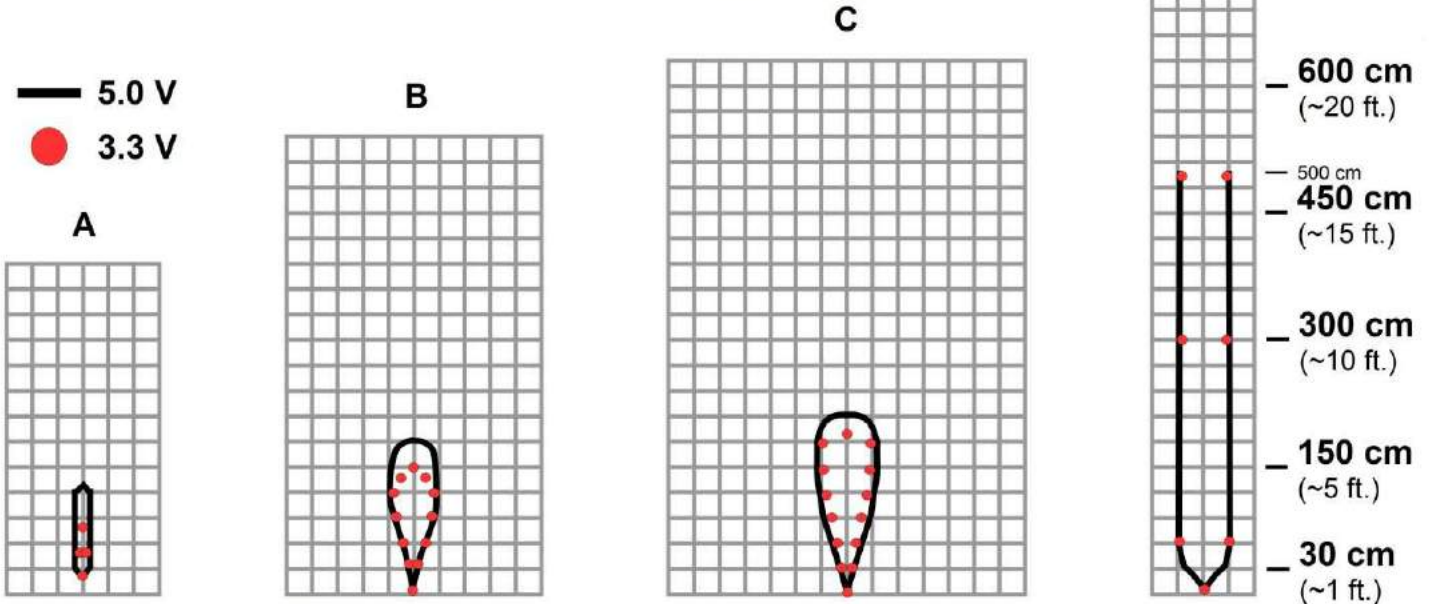 C
5.0 V
B
3.3 V
A
600 cm
(~20 ft.)
500 cm
450 cm
(~15 ft.)
300 cm
(~10 ft.)
150 cm
(~5 ft.)
30 cm
(~1 ft.)